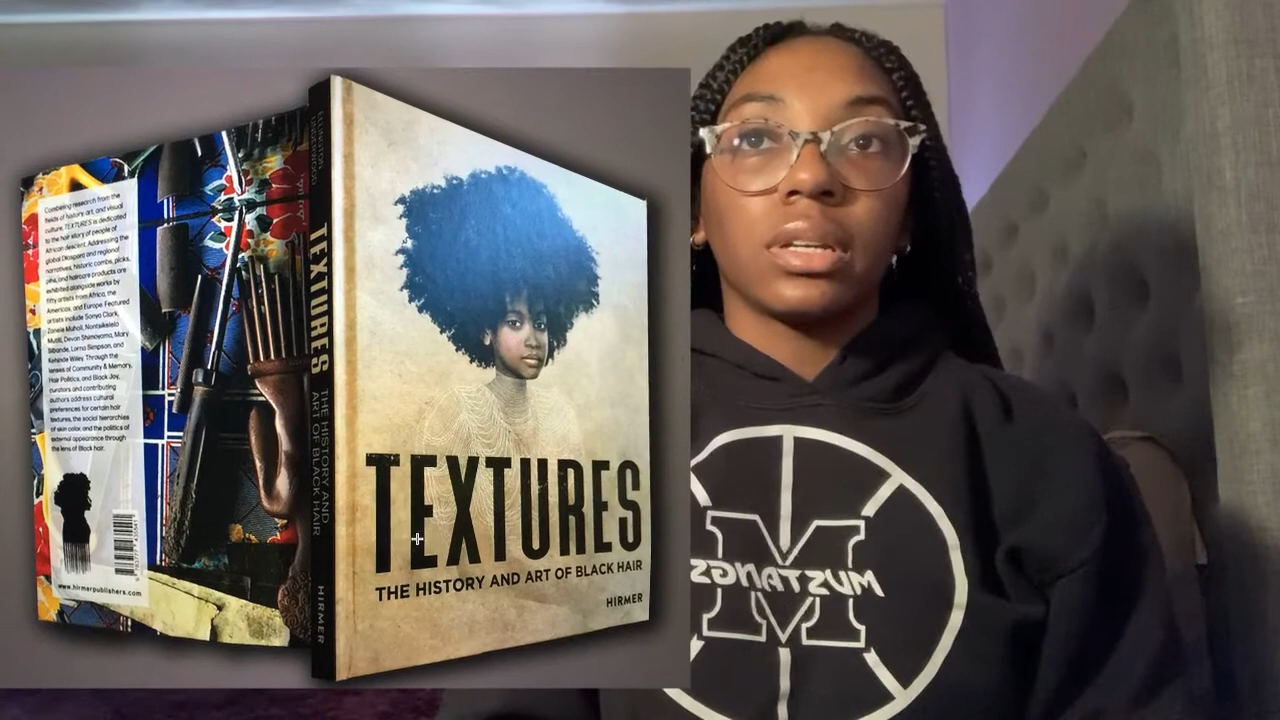 Combining research from the
fields of history, art, and visual
culture, TEXTURES is dedicated
to the hair story of people of
African descent. Addressing the
global Diaspora and regional
narratives, historic combs, picks,
pins, and haircare products are
exhibited alongside works by
fifty artists from Africa, the
Americas, and Europe. Featured
artists include Sonya Clark,
Zanele Muholi, Nontsikelelo
Mutiti, Devan Shimoyama, Mary
Sibande, Lorna Simpson, and
Kehinde Wiley. Through the
lenses of Community & Memory,
Hair Politics, and Black Joy,
curators and contributing
authors address cultural
preferences for certain hair
textures, the social hierarchies
of skin color, and the politics of
external appearance through
the lens of Black hair.
www.hirmerpublishers.com
ELLINGTON
UNDERWOOD
TEXTURES
THE HISTORY AND
ART OF BLACK HAIR
HIRMER
TEXTURES
THE HISTORY AND ART OF BLACK HAIR
HIRMER
M
MUSTANGS